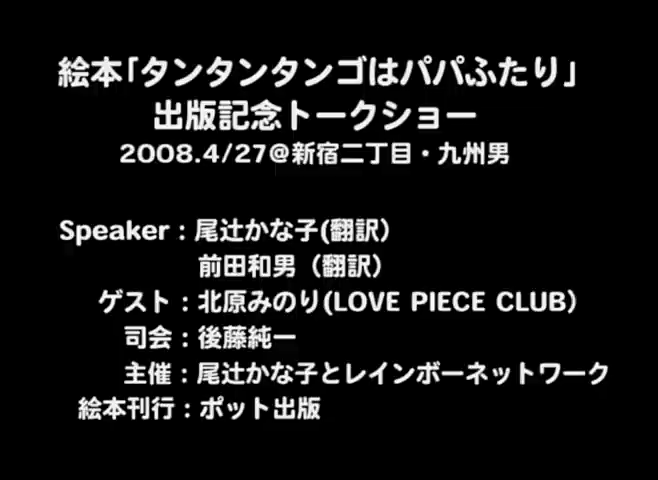 絵本「タンタンタンゴはパパふたり」
出版記念トークショー
2008.4/27@新宿二丁目・九州男
Speaker：尾辻かな子(翻訳)
前田和男（翻訳）
ゲスト：北原みのり(LOVE PIECE CLUB）
司会：後藤純一
主催：尾辻かな子とレインボーネットワーク
絵本刊行：ポット出版